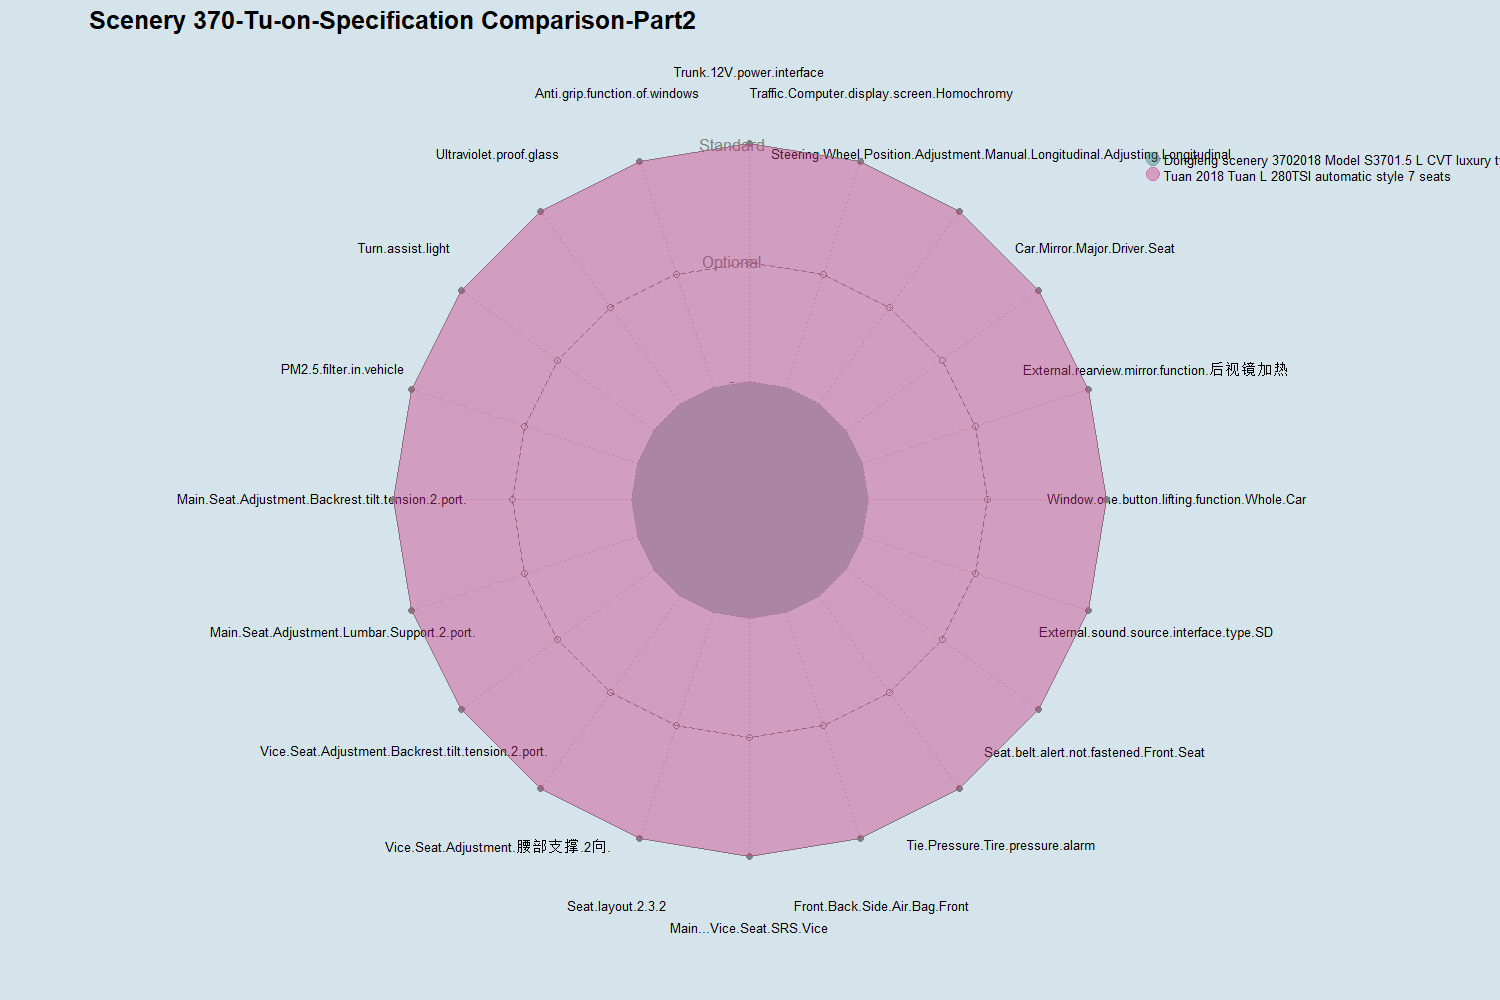 Scenery 370-Tu-on-Specification Comparison-Part2
Trunk.12V.power.interface
Anti.grip.function.of.windows
Traffic.Computer.display.screen.Homochromy
Standard
Ultraviolet.proof.glass
Steering.Wheel.Position.Adjustment.Manual.Longitudinal.Adjusting.Longitudinal
Dongfeng scenery 3702018 Model S3701.5 L CVT luxury t
Tuan 2018 Tuan L 280TSI automatic style 7 seats
Turn.assist.light
Car.Mirror.Major.Driver.Seat
Optional
PM2.5.filter.in.vehicle
External.rearview.mirror.function.后视镜加热
-
Main.Seat.Adjustment.Backrest.tilt.tension.2.port.
Window.one.button.lifting.function.Whole.Car
Main.Seat.Adjustment.Lumbar.Support.2.port.
External.sound.source.interface.type.SD
Vice.Seat.Adjustment.Backrest.tilt.tension.2.port.
Seat.belt.alert.not.fastened.Front.Seat
Vice.Seat.Adjustment.腰部支撑.2向.
Tie.Pressure.Tire.pressure.alarm
Seat.layout.2.3.2
Front.Back.Side.Air.Bag.Front
Main...Vice.Seat.SRS.Vice